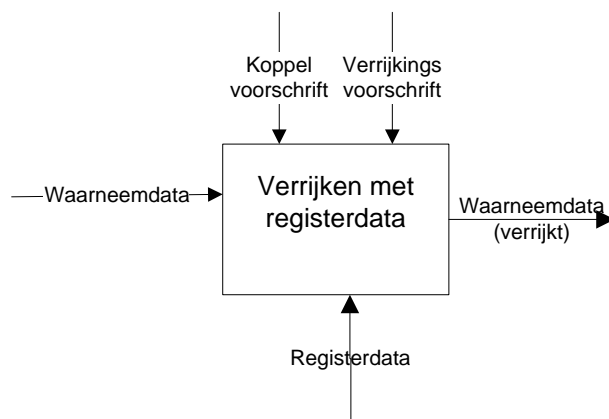 Koppel
voorschrift
Verrijkings
voorschrift
Waarneemdata
Verrijken met
registerdata
Waarneemdata
(verrijkt)
Registerdata